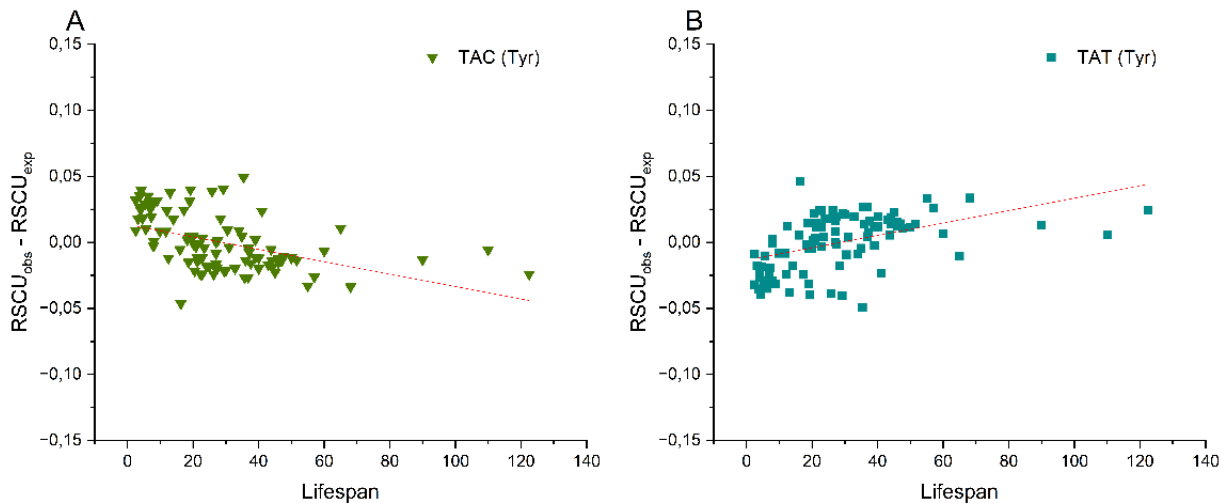 A
TAC (Tyr)
0,15
0,10
0,05
0,00
−0,05
−0,10
−0,15
RSCUobs - RSCUexp
0 20 40 60 80 100 120 140
Lifespan
B
TAT (Tyr)
0,15
0,10
0,05
0,00
−0,05
−0,10
−0,15
RSCUobs - RSCUexp
0 20 40 60 80 100 120 140
Lifespan